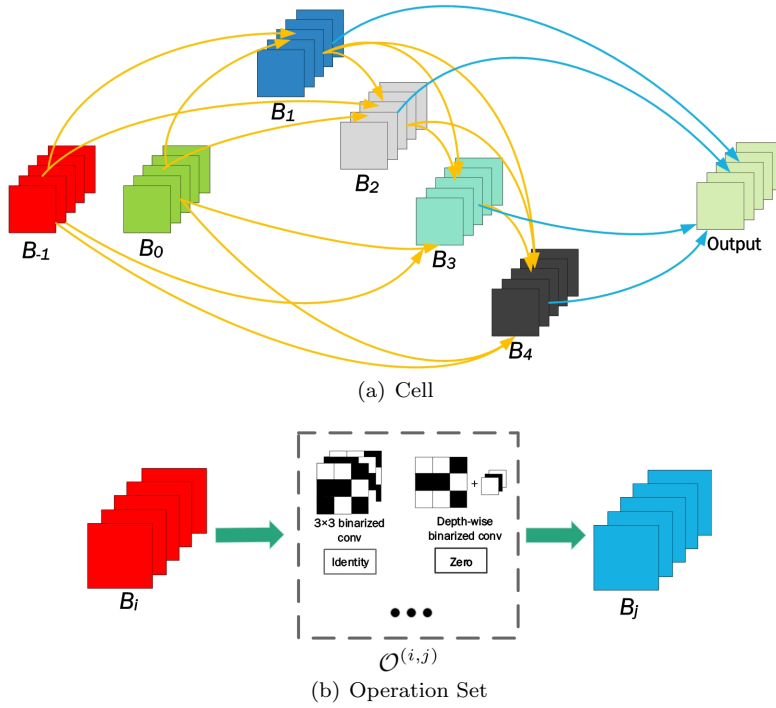 B1
B2
B-1
B0
B3
Output
B4
(a) Cell
3×3 binarized
conv
Identity
+
Depth-wise
binarized conv
Zero
Bi
Bj
O(i,j)
(b) Operation Set